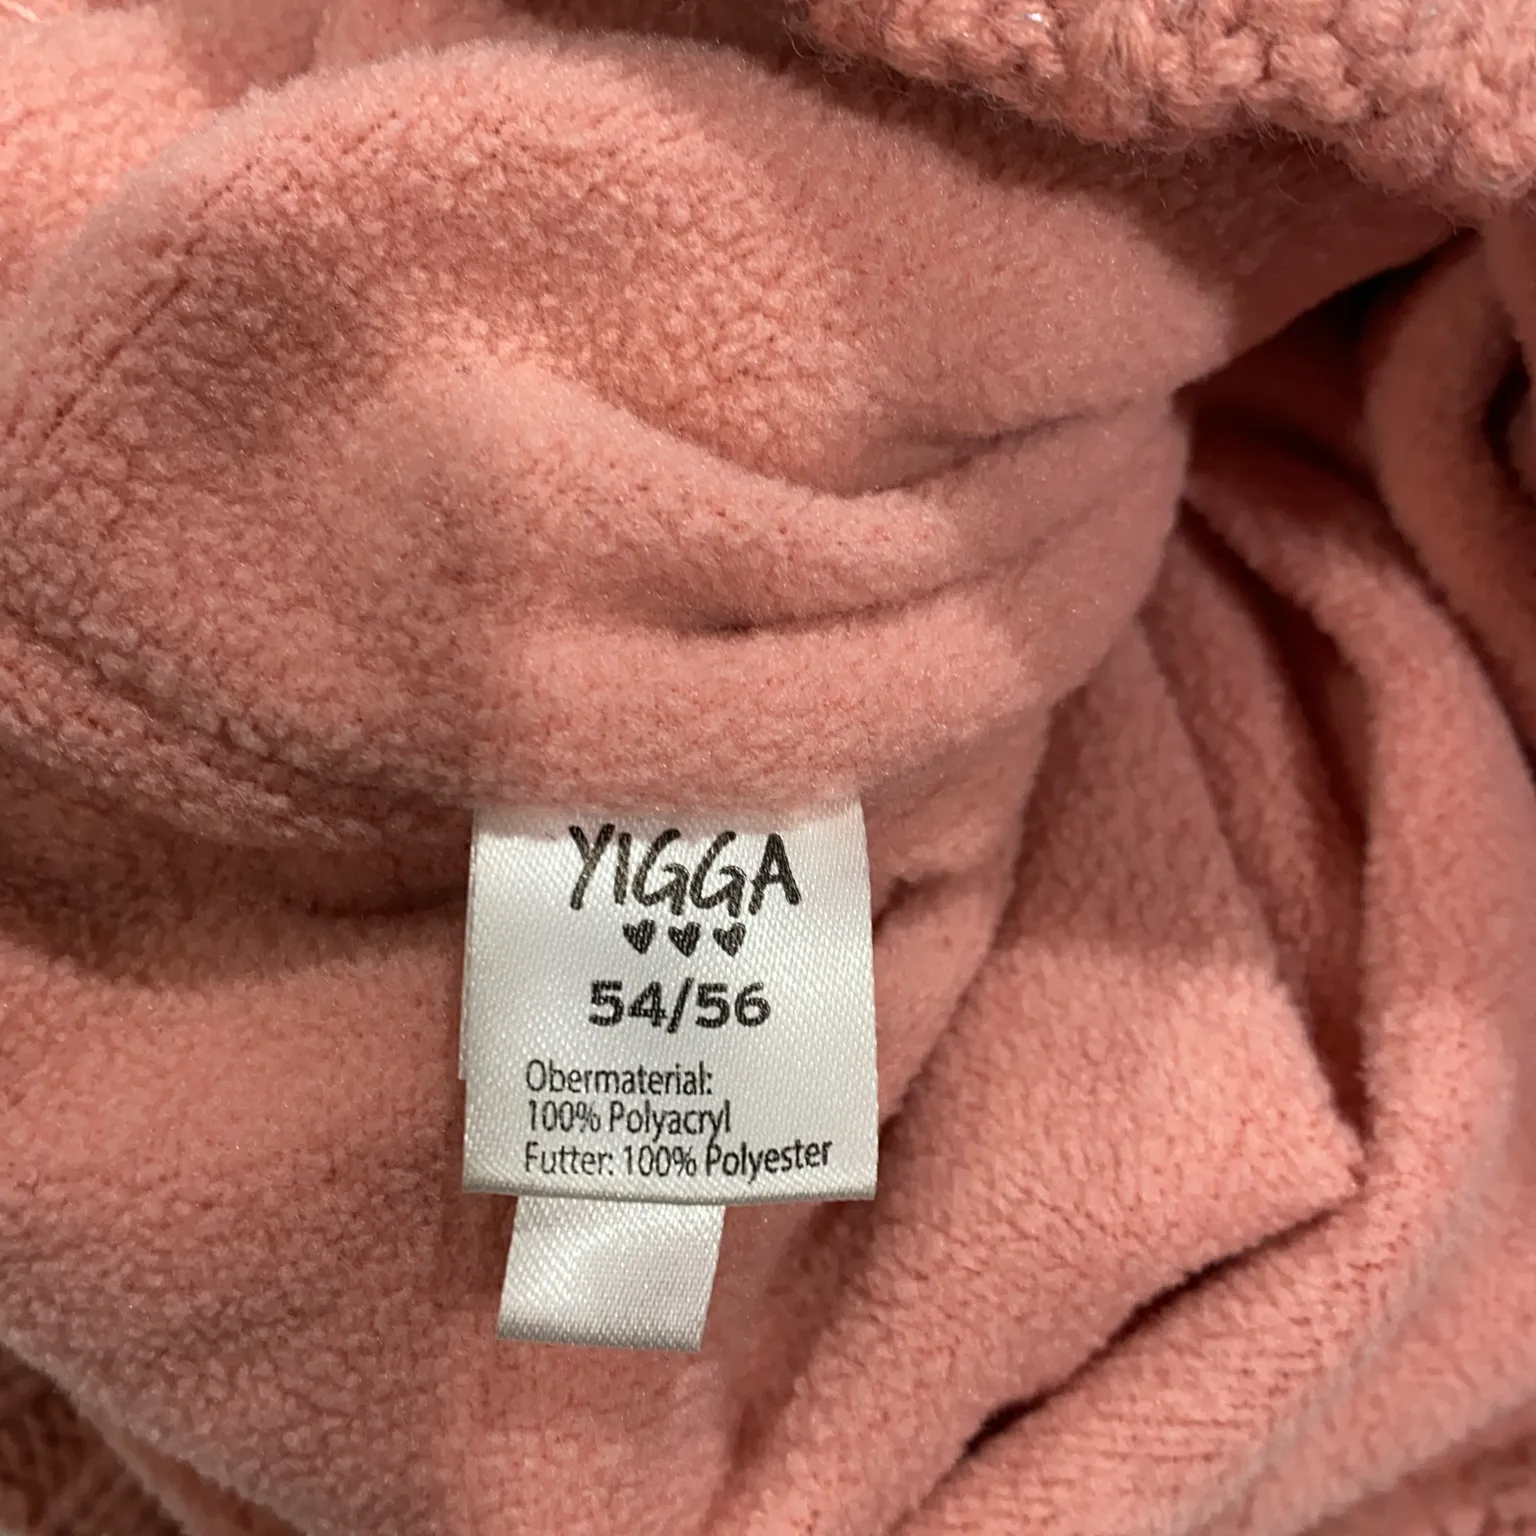 YIGGA
54/56
Obermaterial:
100% Polyacryl
Futter: 100% Polyester